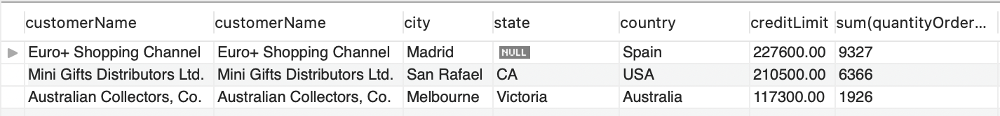 customerName customerName city state country creditLimit sum(quantityOrder...
Euro+ Shopping Channel Euro+ Shopping Channel Madrid NULL Spain 227600.00 9327
Mini Gifts Distributors Ltd. Mini Gifts Distributors Ltd. San Rafael CA USA 210500.00 6366
Australian Collectors, Co. Australian Collectors, Co. Melbourne Victoria Australia 117300.00 1926